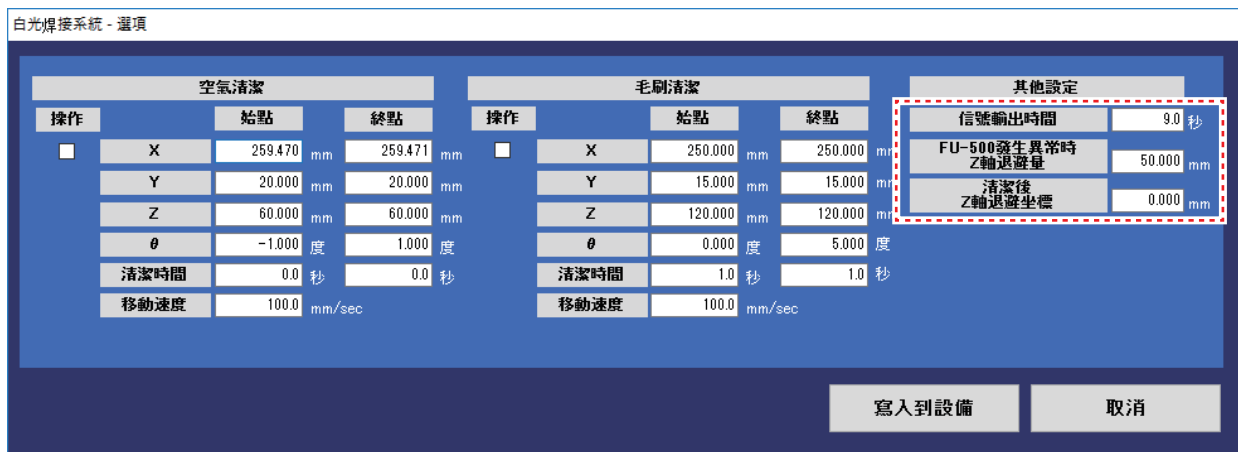 白光焊接系統 - 選項
空氣清潔 毛刷清潔 其他設定
操作 始點 終點 操作 始點 終點 信號輸出時間 9.0 秒
X 259.470 mm 259.471 mm X 250.000 mm 250.000 mm FU-500發生異常時
Z軸退避量 50.000 mm
Y 20.000 mm 20.000 mm Y 15.000 mm 15.000 mm 清潔後
Z軸退避坐標 0.000 mm
Z 60.000 mm 60.000 mm Z 120.000 mm 120.000 mm
θ -1.000 度 1.000 度 θ 0.000 度 5.000 度
清潔時間 0.0 秒 0.0 秒 清潔時間 1.0 秒 1.0 秒
移動速度 100.0 mm/sec 移動速度 100.0 mm/sec
寫入到設備 取消